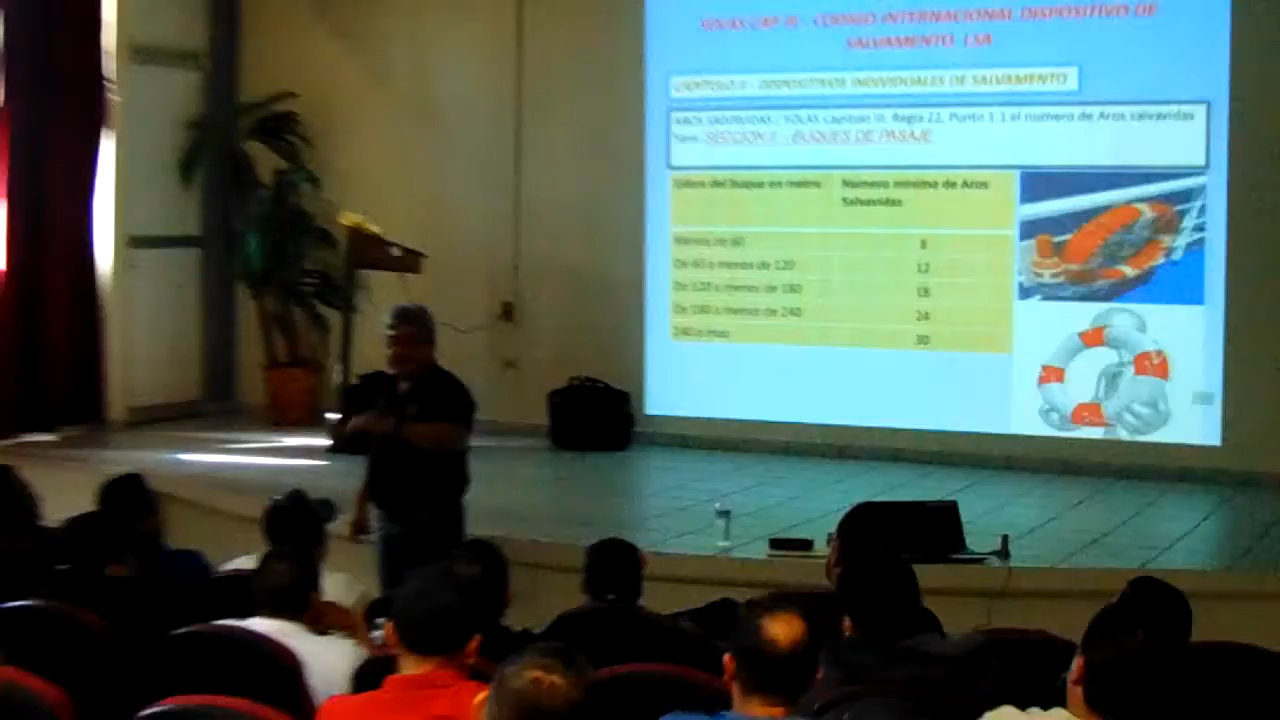 SOLAS CAP III - CODIGO INTERNACIONAL DISPOSITIVO DE
SALVAMENTO LSA
CAPITULO II - DISPOSITIVOS INDIVIDUALES DE SALVAMENTO
AROS SALVAVIDAS / SOLAS Capitulo III, Regla 22, Punto 1.1 el numero de Aros salvavidas
SECCION II - BUQUES DE PASAJE
Eslora del buque en metro Numero minimo de Aros
Salvavidas
Menos de 60 8
De 60 a menos de 120 12
De 120 a menos de 180 18
De 180 a menos de 240 24
240 o mas 30